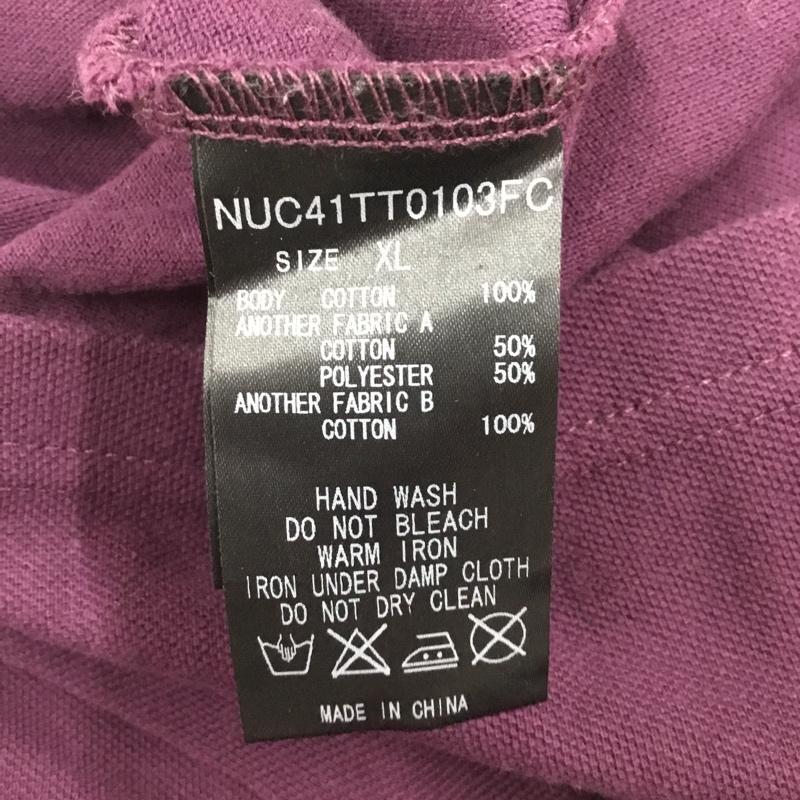 NUC41TT0103FC
SIZE XL
BODY COTTON 100%
ANOTHER FABRIC A
COTTON 50%
POLYESTER 50%
ANOTHER FABRIC B
COTTON 100%
HAND WASH
DO NOT BLEACH
WARM IRON
IRON UNDER DAMP CLOTH
DO NOT DRY CLEAN
MADE IN CHINA